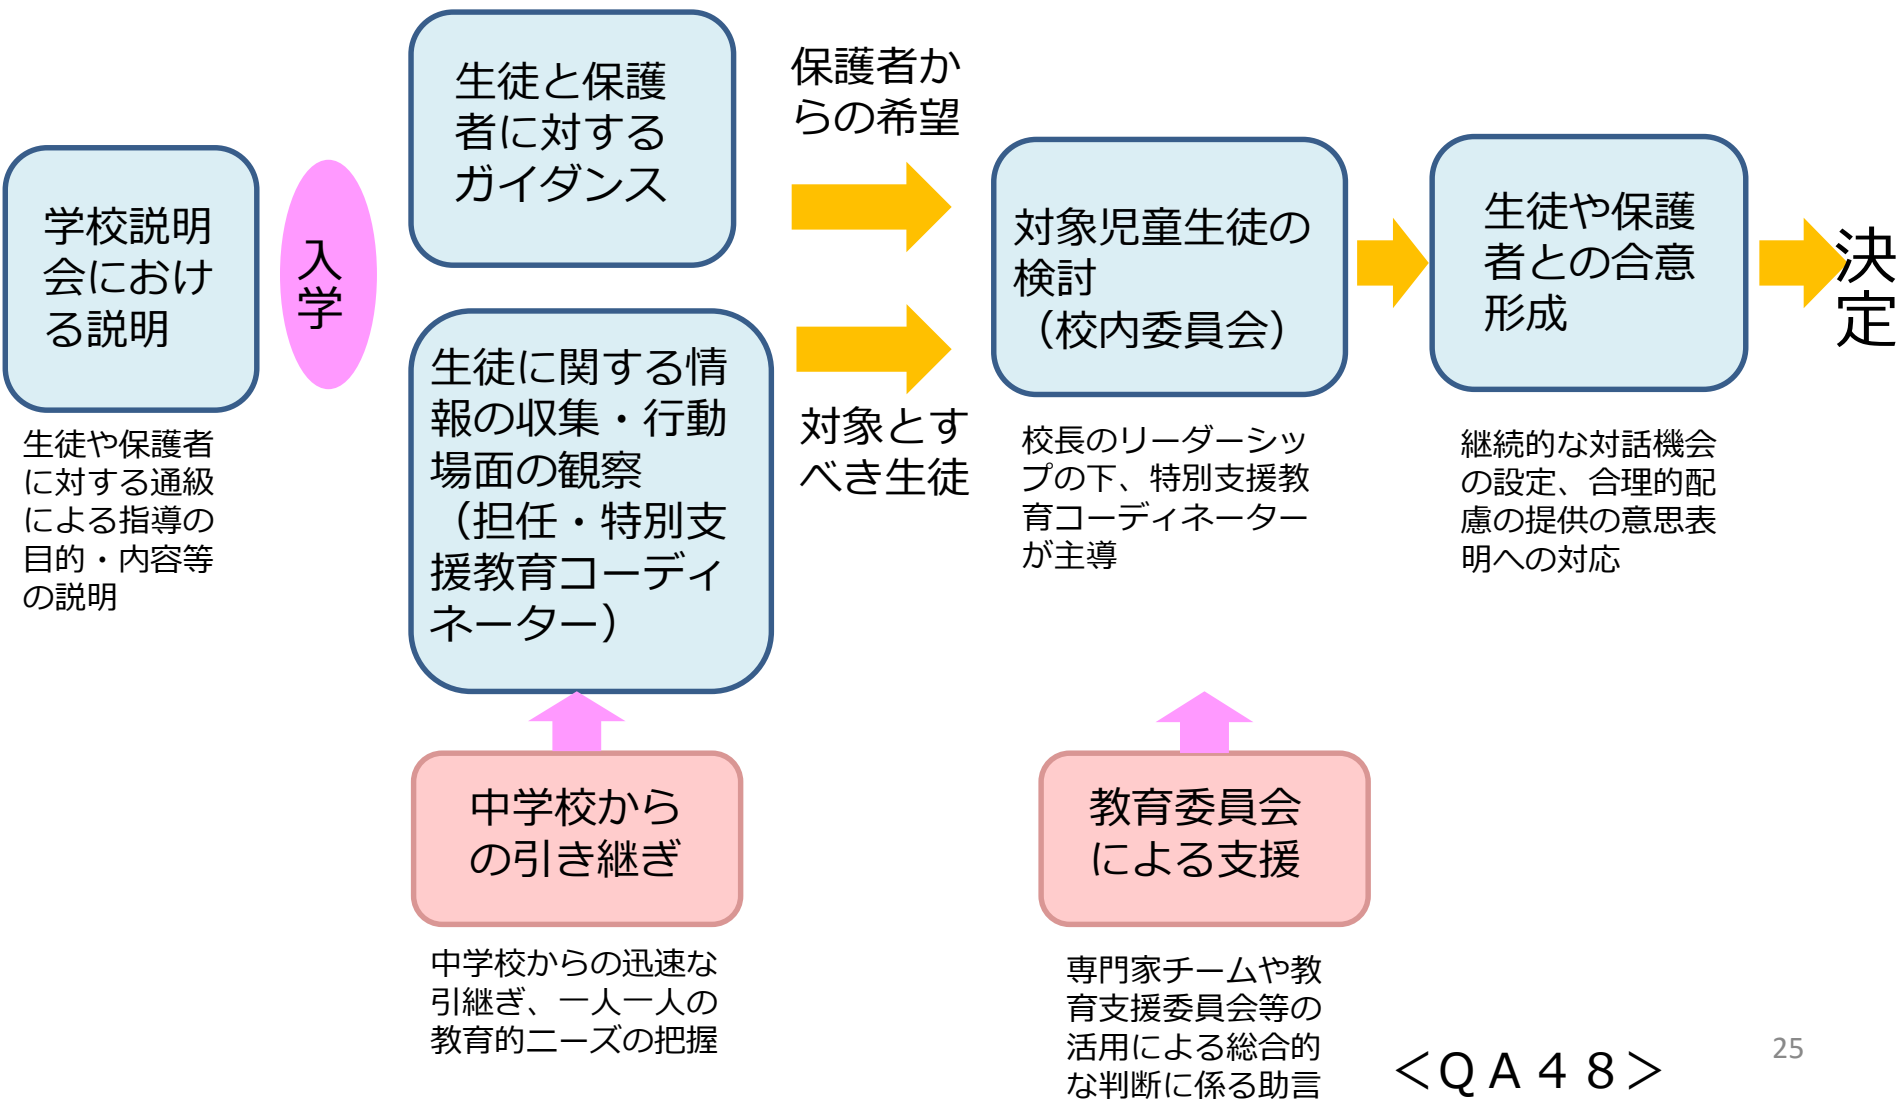 学校説明
会におけ
る説明
生徒や保護者
に対する通級
による指導の
目的・内容等
の説明
入
学
生徒と保護
者に対する
ガイダンス
生徒に関する情
報の収集・行動
場面の観察
（担任・特別支
援教育コーディ
ネーター）
中学校から
の引き継ぎ
中学校からの迅速な
引継ぎ、一人一人の
教育的ニーズの把握
保護者か
らの希望
対象とす
べき生徒
対象児童生徒の
検討
（校内委員会）
校長のリーダーシッ
プの下、特別支援教
育コーディネーター
が主導
教育委員会
による支援
専門家チームや教
育支援委員会等の
活用による総合的
な判断に係る助言
生徒や保護
者との合意
形成
継続的な対話機会
の設定、合理的配
慮の提供の意思表
明への対応
決
定
＜ＱＡ４８＞
25